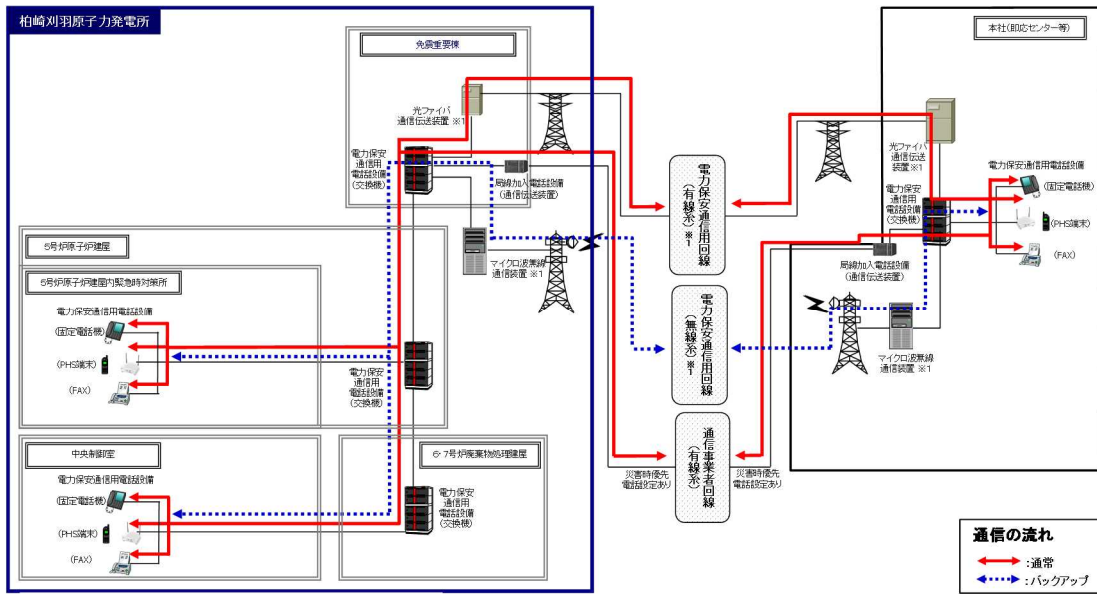 柏崎刈羽原子力発電所
免震重要棟
光ファイバ
通信伝送装置 ※1
電力保安
通信用
電話設備
(交換機)
局線加入電話設備
(通信伝送装置)
マイクロ波無線
通信装置 ※1
5号炉原子炉建屋
5号炉原子炉建屋内緊急時対策所
電力保安通信用電話設備
(固定電話機)
(PHS端末)
(FAX)
電力保安
通信用
電話設備
(交換機)
中央制御室
電力保安通信用電話設備
(固定電話機)
(PHS端末)
(FAX)
6・7号炉廃棄物処理建屋
電力保安
通信用
電話設備
(交換機)
電力保安通信用回線
(有線系)※1
電力保安通信用回線
(無線系)※1
通信事業者回線
(有線系)
災害時優先
電話設定あり
災害時優先
電話設定あり
本社(即応センター等)
光ファイバ
通信伝送
装置※1
電力保安
通信用
電話設備
(交換機)
電力保安通信用電話設備
(固定電話機)
(PHS端末)
(FAX)
局線加入電話設備
(通信伝送装置)
マイクロ波無線
通信装置 ※1
通信の流れ
:通常
:バックアップ